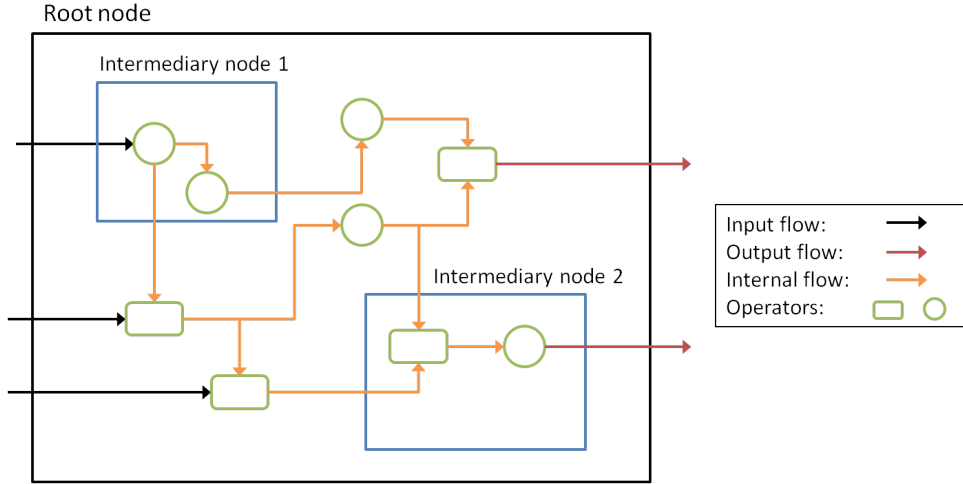 Root node
Intermediary node 1
Intermediary node 2
Input flow:
Output flow:
Internal flow:
Operators: